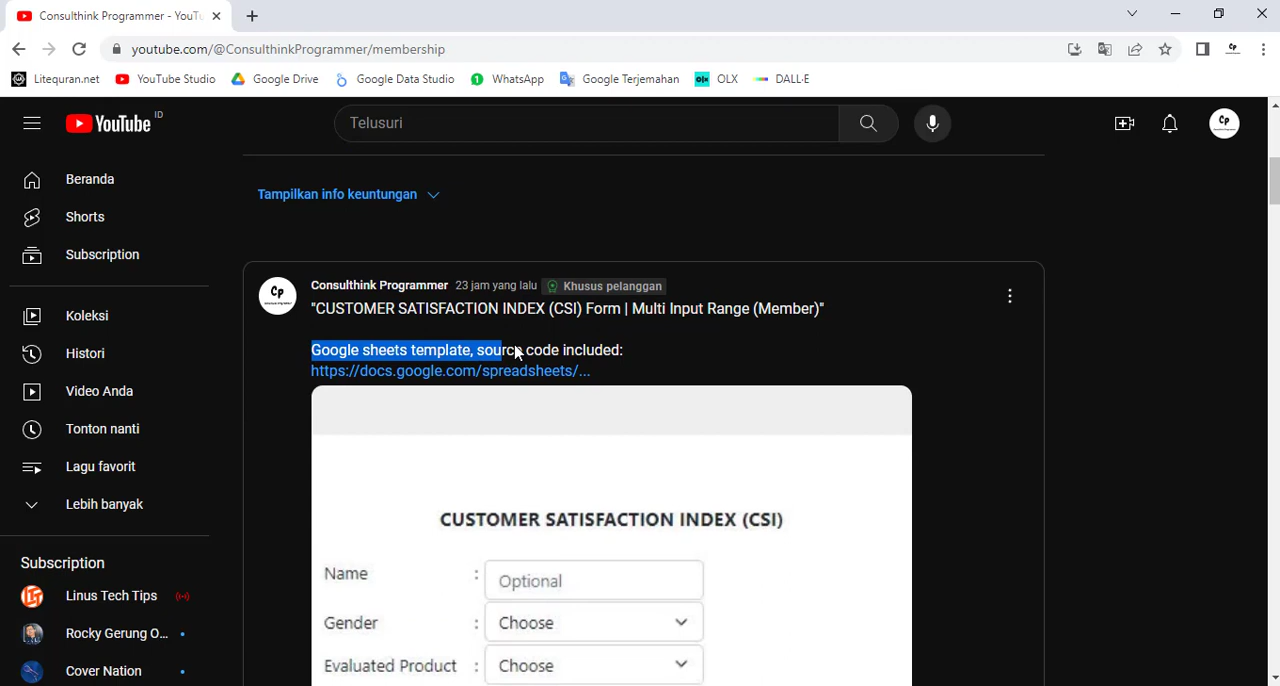 Consulthink Programmer - YouTu
youtube.com/@ConsulthinkProgrammer/membership
Litequran.net YouTube Studio Google Drive Google Data Studio WhatsApp Google Terjemahan OLX DALL·E
YouTube ID
Telusuri
Cp
Beranda
Shorts
Subscription
Koleksi
Histori
Video Anda
Tonton nanti
Lagu favorit
Lebih banyak
Subscription
Linus Tech Tips
Rocky Gerung O...
Cover Nation
Tampilkan info keuntungan
Cp
Consulthink Programmer 23 jam yang lalu Khusus pelanggan
"CUSTOMER SATISFACTION INDEX (CSI) Form | Multi Input Range (Member)"
Google sheets template, source code included:
https://docs.google.com/spreadsheets/...
CUSTOMER SATISFACTION INDEX (CSI)
Name : Optional
Gender : Choose
Evaluated Product : Choose